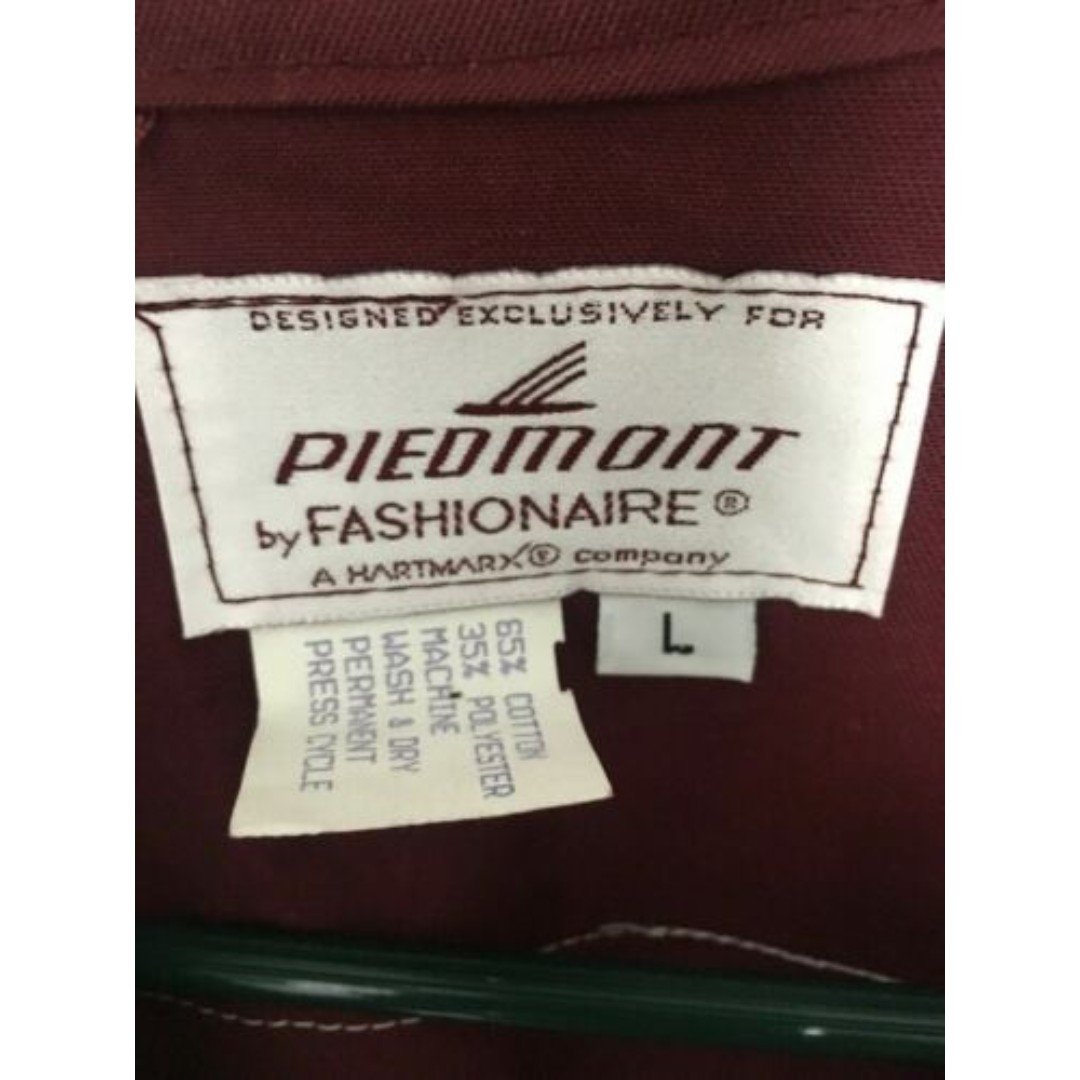 DESIGNED EXCLUSIVELY FOR
PIEDMONT
by FASHIONAIRE ®
A HARTMARX® company
L
65% COTTON
35% POLYESTER
MACHINE
WASH & DRY
PERMANENT
PRESS CYCLE